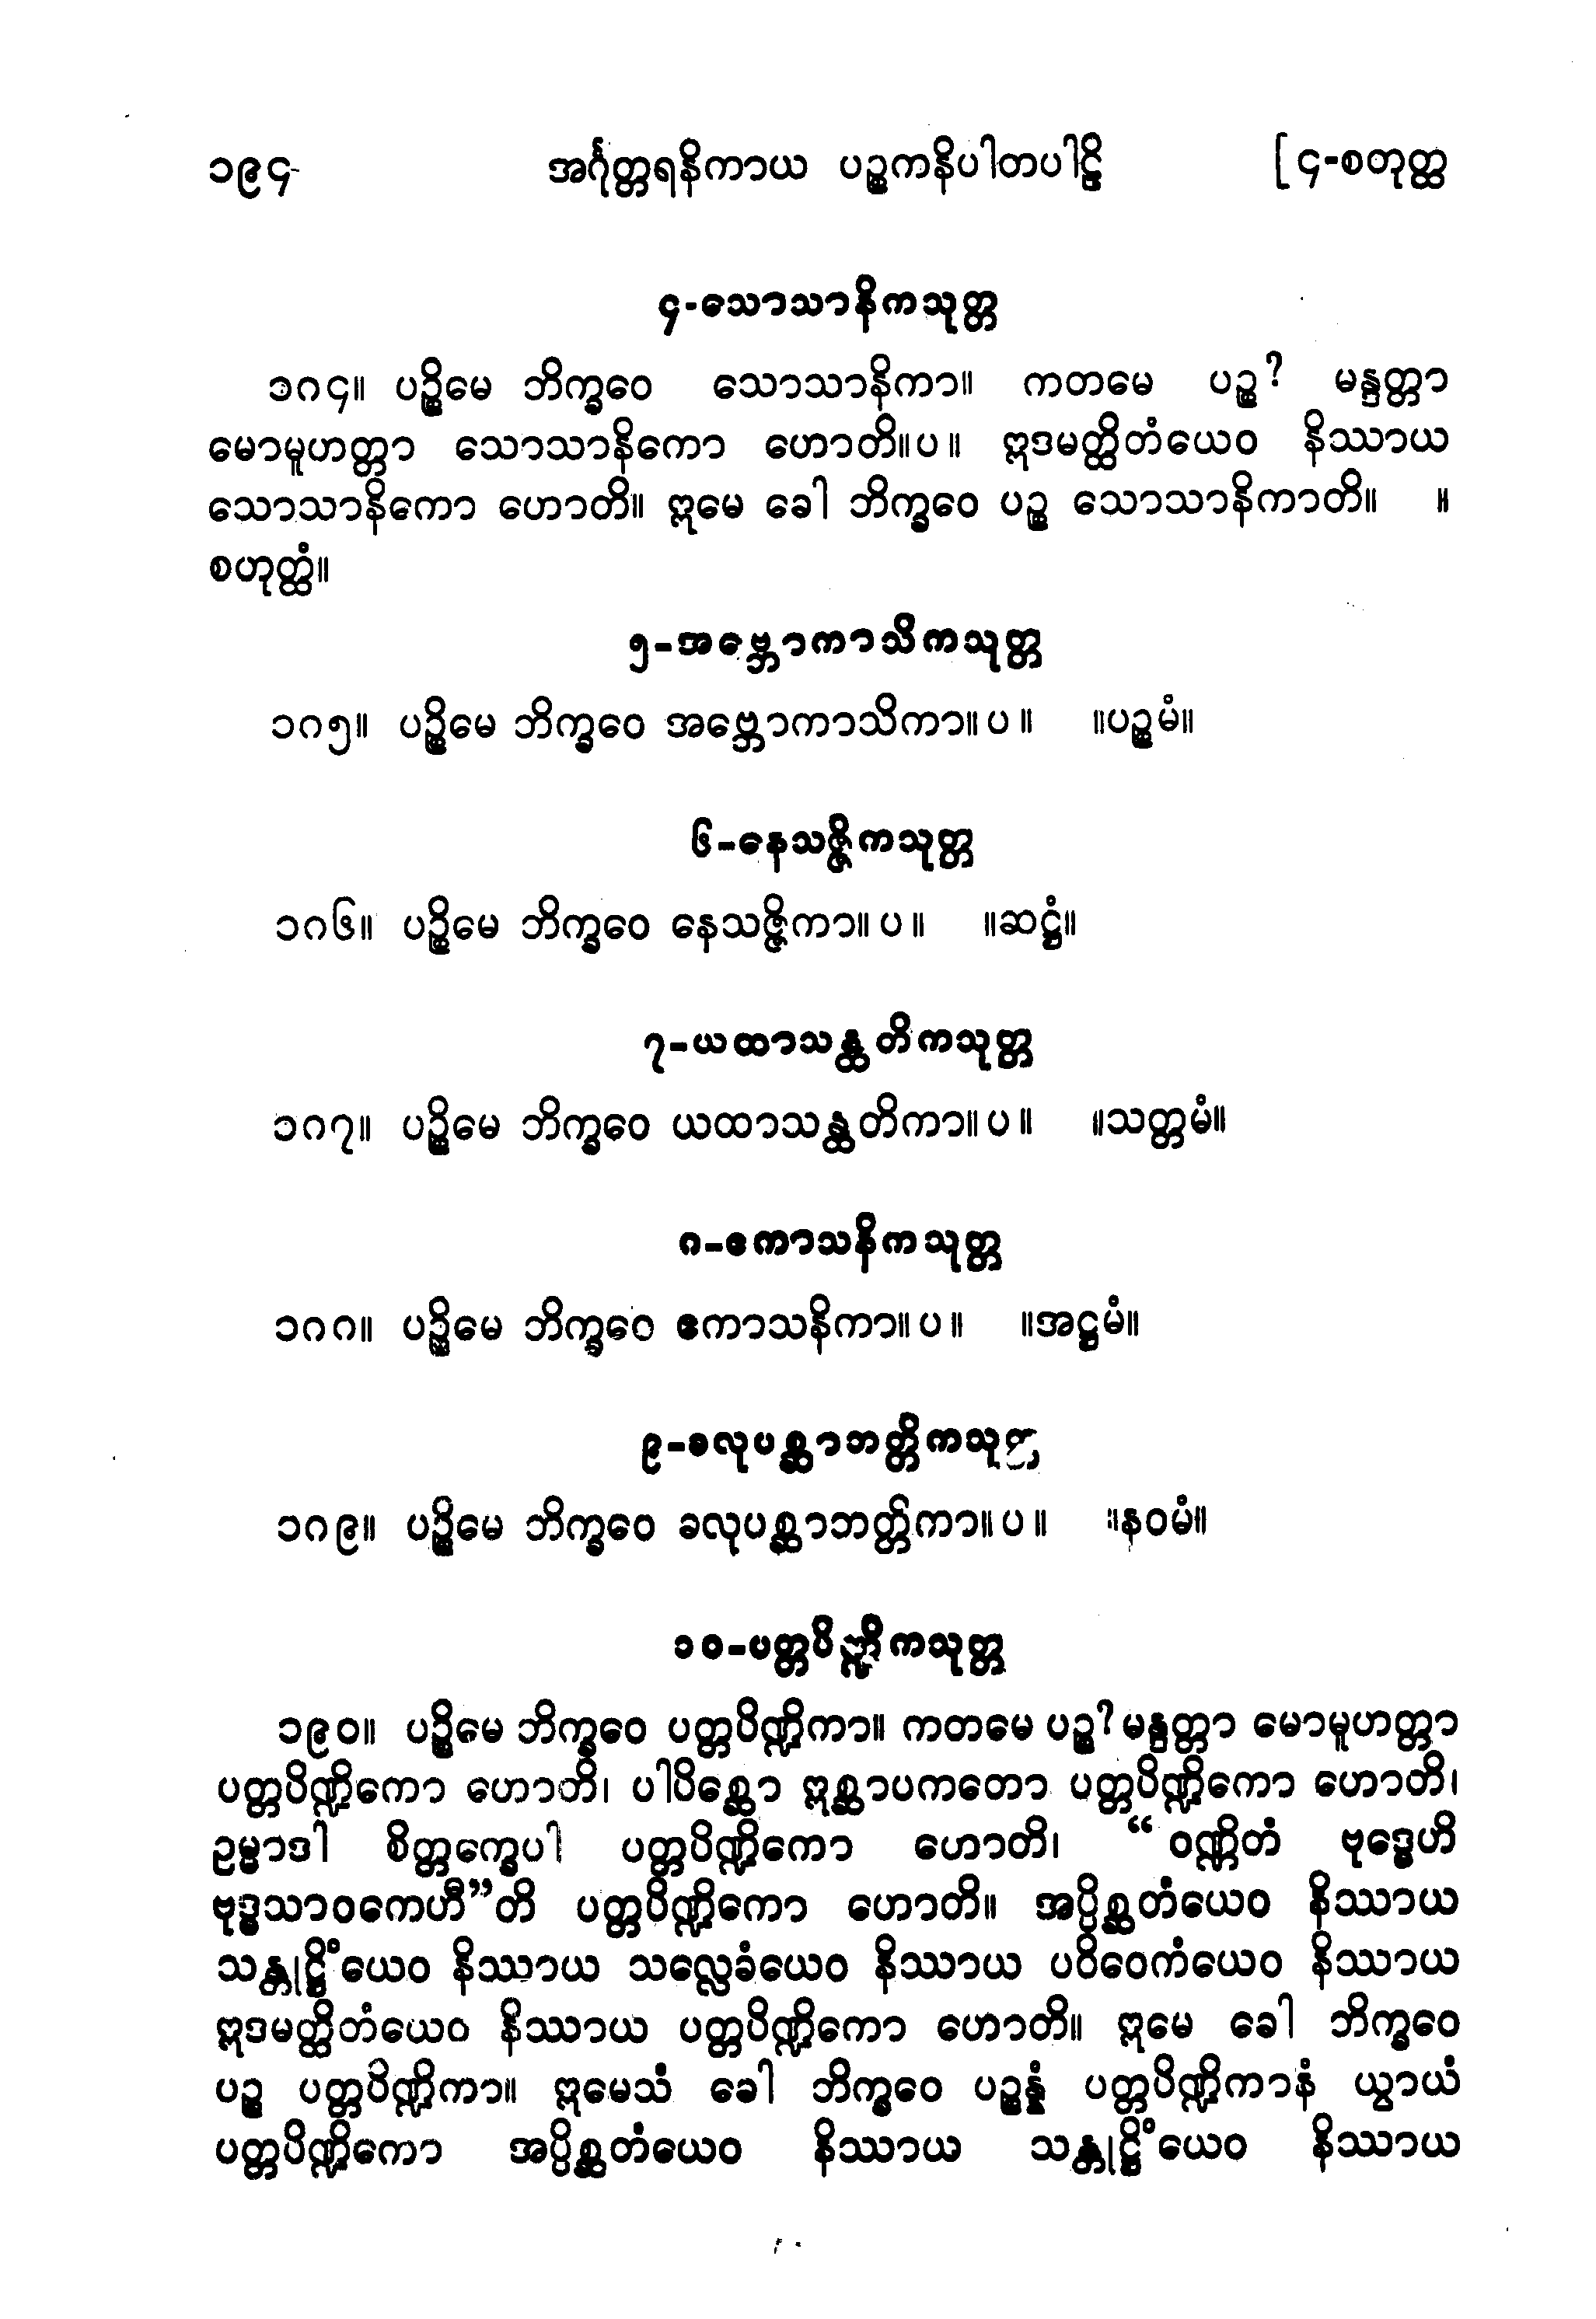 ၁၉၄ အင်္ဂုတ္တရနိကာယ ပဉ္စကနိပါတပါဠိ [၄-စတုတ္ထ
၄-သောသာနိကသုတ္တ
၁၈၄။ ပဉ္စိမေ ဘိက္ခဝေ သောသာနိကာ။ ကတမေ ပဉ္စ? မန္ဒတ္တာ
မောမူဟတ္တာ သောသာနိကော ဟောတိ။ပ။ ဣဒမတ္ထိတံယေဝ နိဿာယ
သောသာနိကော ဟောတိ။ ဣမေ ခေါ ဘိက္ခဝေ ပဉ္စ သောသာနိကာတိ။ ။
စဟုတ္ထံ။
၅-အဗ္ဘောကာသိကသုတ္တ
၁၈၅။ ပဉ္စိမေ ဘိက္ခဝေ အဗ္ဘောကာသိကာ။ပ။ ။ပဉ္စမံ။
၆-နေသဇ္ဇိကသုတ္တ
၁၈၆။ ပဉ္စိမေ ဘိက္ခဝေ နေသဇ္ဇိကာ။ပ။ ။ဆဋ္ဌံ။
၇-ယထာသန္ထတိကသုတ္တ
၁၈၇။ ပဉ္စိမေ ဘိက္ခဝေ ယထာသန္ထတိကာ။ပ။ ။သတ္တမံ။
၈-ဧကာသနိကသုတ္တ
၁၈၈။ ပဉ္စိမေ ဘိက္ခဝေ ဧကာသနိကာ။ပ။ ။အဋ္ဌမံ။
၉-ခလုပစ္ဆာဘတ္တိကသုတ္တ
၁၈၉။ ပဉ္စိမေ ဘိက္ခဝေ ခလုပစ္ဆာဘတ္တိကာ။ပ။ ။နဝမံ။
၁၀-ပတ္တပိဏ္ဍိကသုတ္တ
၁၉၀။ ပဉ္စိမေ ဘိက္ခဝေ ပတ္တပိဏ္ဍိကာ။ ကတမေ ပဉ္စ? မန္ဒတ္တာ မောမူဟတ္တာ
ပတ္တပိဏ္ဍိကော ဟောတိ၊ ပါပိစ္ဆော ဣစ္ဆာပကတော ပတ္တပိဏ္ဍိကော ဟောတိ၊
ဥမ္မာဒါ စိတ္တက္ခေပါ ပတ္တပိဏ္ဍိကော ဟောတိ၊ “ဝဏ္ဏိတံ ဗုဒ္ဓေဟိ
ဗုဒ္ဓသာဝကေဟီ”တိ ပတ္တပိဏ္ဍိကော ဟောတိ။ အပ္ပိစ္ဆတံယေဝ နိဿာယ
သန္တုဋ္ဌိံယေဝ နိဿာယ သလ္လေခံယေဝ နိဿာယ ပဝိဝေကံယေဝ နိဿာယ
ဣဒမတ္ထိတံယေဝ နိဿာယ ပတ္တပိဏ္ဍိကော ဟောတိ။ ဣမေ ခေါ ဘိက္ခဝေ
ပဉ္စ ပတ္တပိဏ္ဍိကာ။ ဣမေသံ ခေါ ဘိက္ခဝေ ပဉ္စန္နံ ပတ္တပိဏ္ဍိကာနံ ယွာယံ
ပတ္တပိဏ္ဍိကော အပ္ပိစ္ဆတံယေဝ နိဿာယ သန္တုဋ္ဌိံယေဝ နိဿာယ